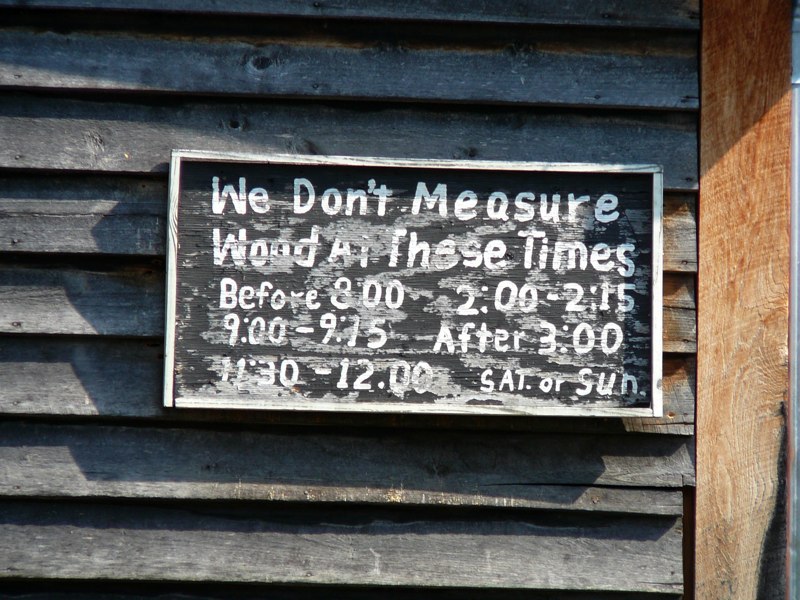 We Don't Measure
Wood At These Times
Before 8:00 2:00-2:15
9:00-9:15 After 3:00
11:30-12:00 SAT. or Sun.